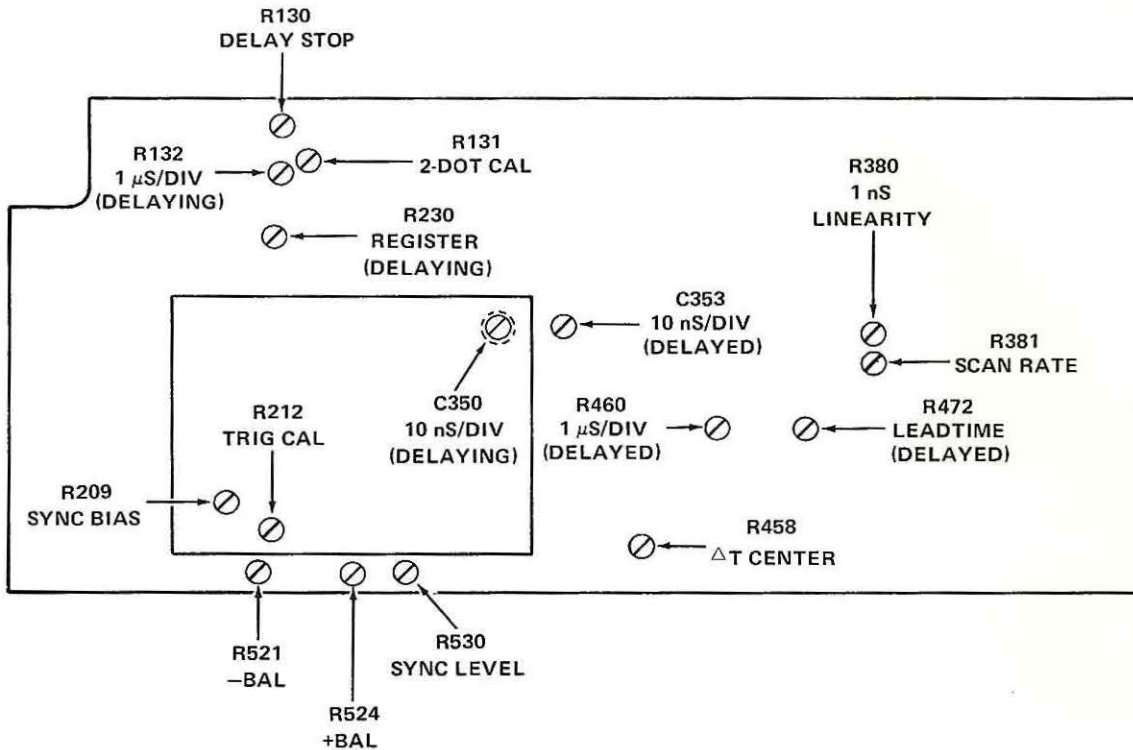 R130
DELAY STOP
R131
2-DOT CAL
R132
1 μS/DIV
(DELAYING)
R380
1 nS
LINEARITY
R230
REGISTER
(DELAYING)
C353
10 nS/DIV
(DELAYED)
R381
SCAN RATE
C350
10 nS/DIV
(DELAYING)
R212
TRIG CAL
R460
1 μS/DIV
(DELAYED)
R472
LEADTIME
(DELAYED)
R209
SYNC BIAS
R458
△T CENTER
R521
−BAL
R530
SYNC LEVEL
R524
+BAL